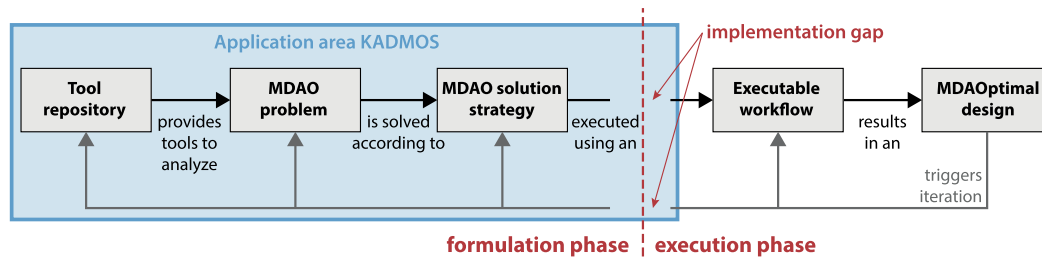 Application area KADMOS
implementation gap
Tool
repository
provides
tools to
analyze
MDAO
problem
is solved
according to
MDAO solution
strategy
executed
using an
Executable
workflow
results
in an
MDAOptimal
design
triggers
iteration
formulation phase
execution phase